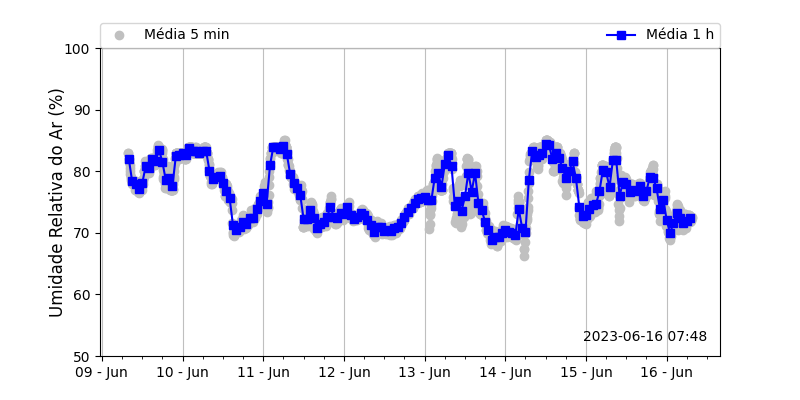 Média 5 min
Média 1 h
Umidade Relativa do Ar (%)
100
90
80
70
60
50
2023-06-16 07:48
09 - Jun
10 - Jun
11 - Jun
12 - Jun
13 - Jun
14 - Jun
15 - Jun
16 - Jun